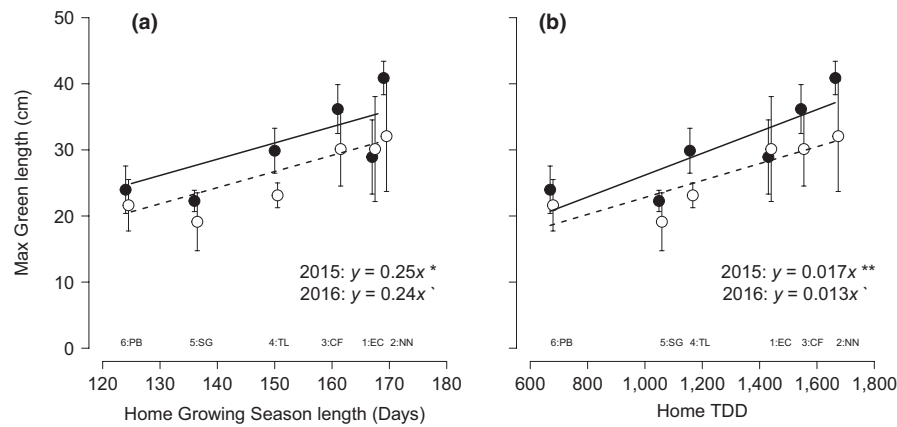 (a)
(b)
Max Green length (cm)
50
40
30
20
10
0
2015: y = 0.25x *
2016: y = 0.24x `
2015: y = 0.017x **
2016: y = 0.013x `
6:PB 5:SG 4:TL 3:CF 1:EC 2:NN
6:PB 5:SG 4:TL 1:EC 3:CF 2:NN
120 130 140 150 160 170 180
600 800 1,000 1,200 1,400 1,600 1,800
Home Growing Season length (Days)
Home TDD